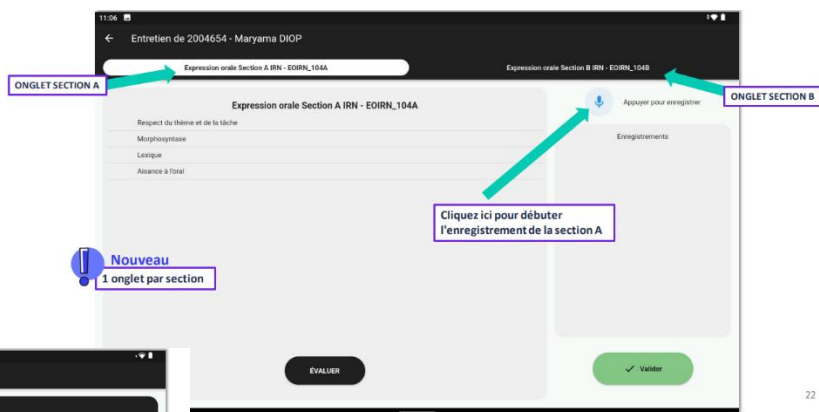 11:06
Entretien de 2004654 - Maryama DIOP
Expression orale Section A IRN - EOIRN_104A
Expression orale Section B IRN - EOIRN_104B
ONGLET SECTION A
ONGLET SECTION B
Expression orale Section A IRN - EOIRN_104A
Respect du thème et de la tâche
Morphosyntaxe
Lexique
Aisance à l'oral
Appuyer pour enregistrer
Enregistrements
Cliquez ici pour débuter
l'enregistrement de la section A
Nouveau
1 onglet par section
ÉVALUER
Valider
22